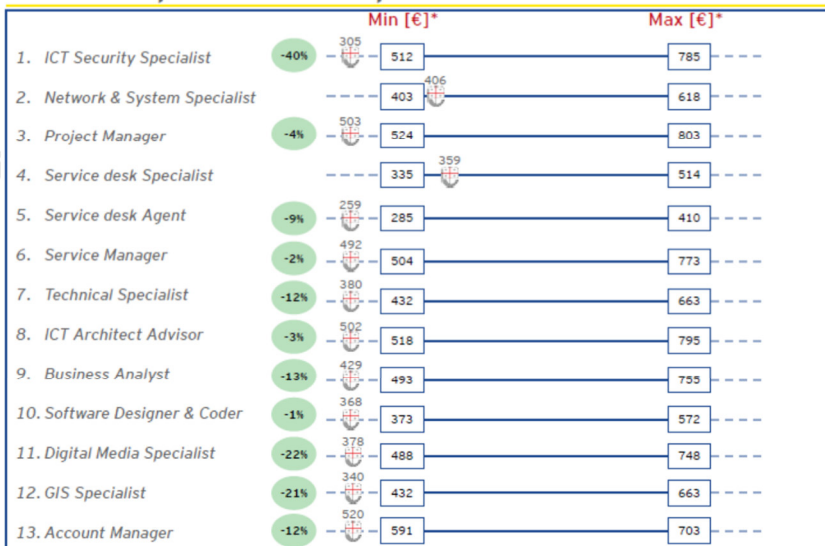 Min [€]* Max [€]*
1. ICT Security Specialist -40% 305 512 785
2. Network & System Specialist 403 406 618
3. Project Manager -4% 503 524 803
4. Service desk Specialist 335 359 514
5. Service desk Agent -9% 259 285 410
6. Service Manager -2% 492 504 773
7. Technical Specialist -12% 380 432 663
8. ICT Architect Advisor -3% 502 518 795
9. Business Analyst -13% 429 493 755
10. Software Designer & Coder -1% 368 373 572
11. Digital Media Specialist -22% 378 488 748
12. GIS Specialist -21% 340 432 663
13. Account Manager -12% 520 591 703